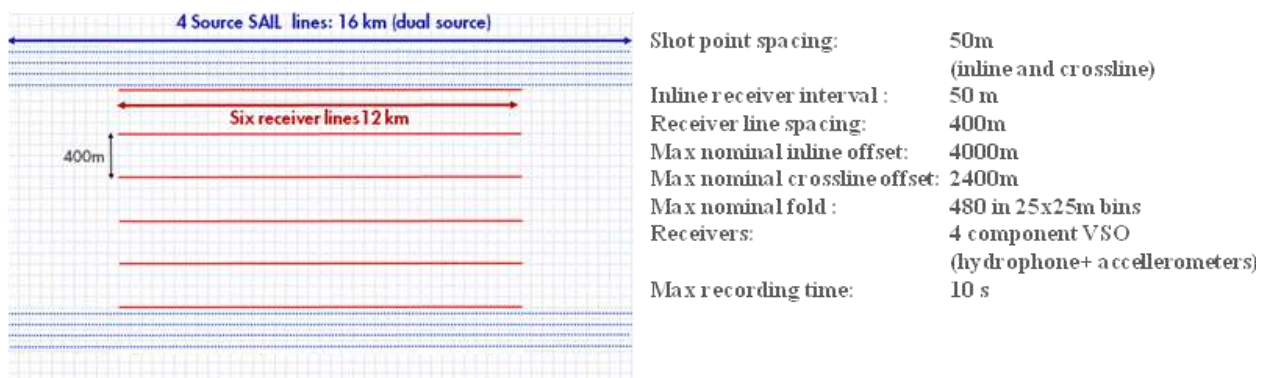 4 Source SAIL lines: 16 km (dual source)
Six receiver lines 12 km
400m
Shot point spacing: 50m
(inline and crossline)
Inline receiver interval : 50 m
Receiver line spacing: 400m
Max nominal inline offset: 4000m
Max nominal crossline offset: 2400m
Max nominal fold : 480 in 25x25m bins
Receivers: 4 component VSO
(hydrophone+ accellerometers)
Max recording time: 10 s